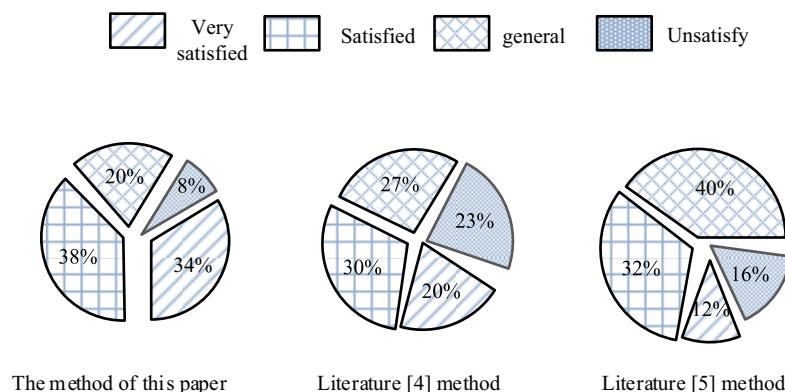 Very
satisfied
Satisfied
general
Unsatisfy
20%
8%
38%
34%
27%
23%
30%
20%
40%
32%
16%
12%
The method of this paper
Literature [4] method
Literature [5] method